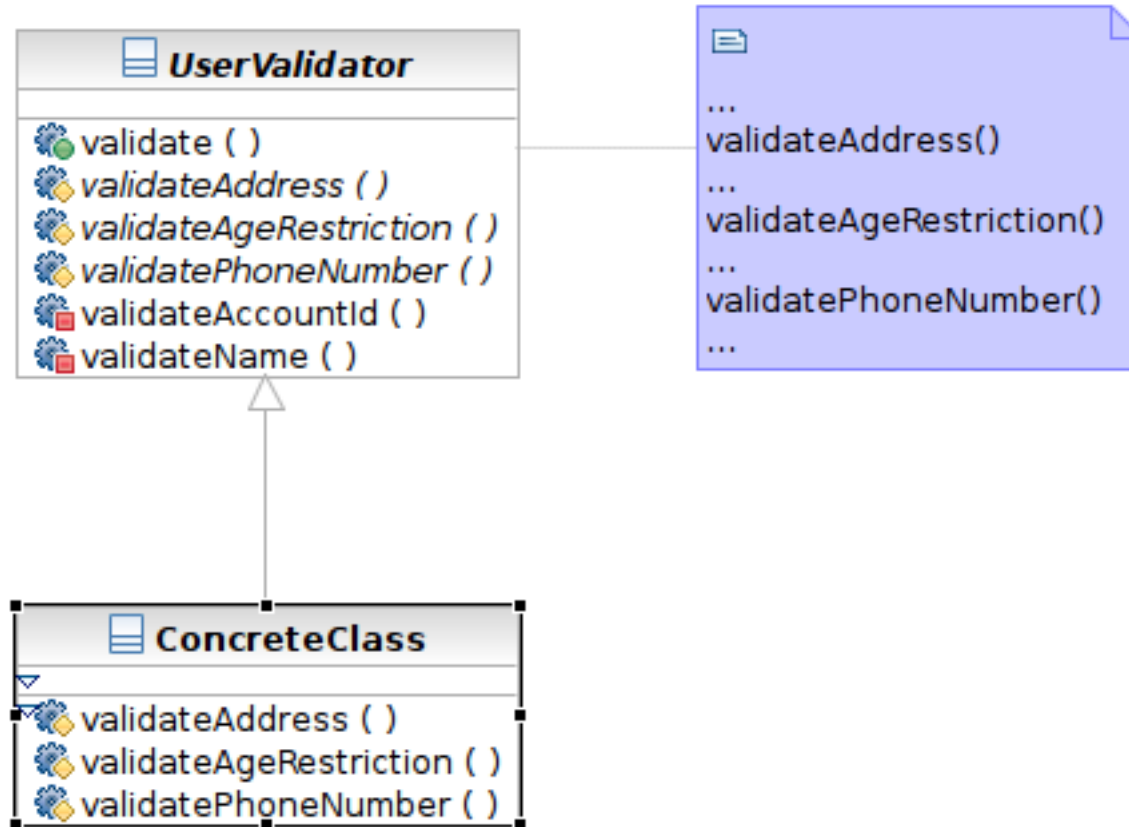 UserValidator
validate ( )
validateAddress ( )
validateAgeRestriction ( )
validatePhoneNumber ( )
validateAccountId ( )
validateName ( )
...
validateAddress()
...
validateAgeRestriction()
...
validatePhoneNumber()
...
ConcreteClass
validateAddress ( )
validateAgeRestriction ( )
validatePhoneNumber ( )